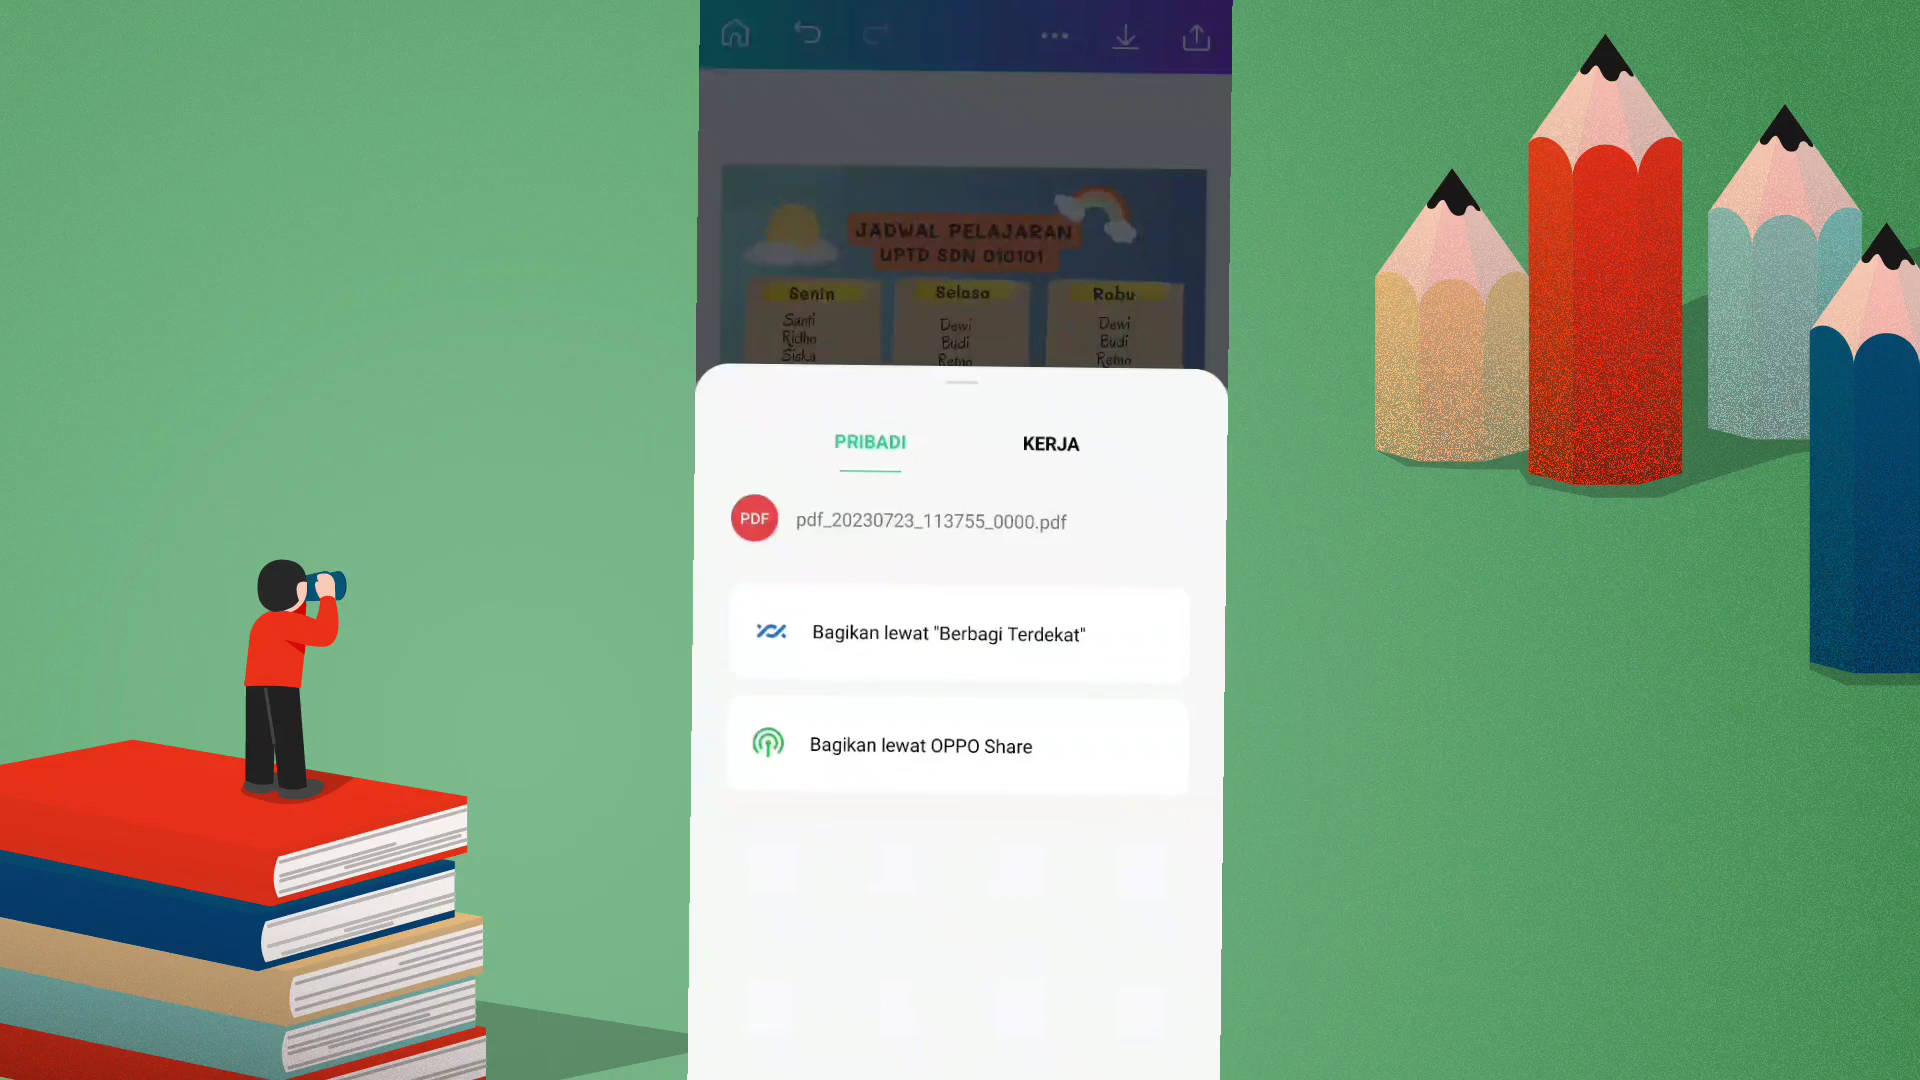 JADWAL PELAJARAN
UPTD SDN 010101
Senin
Selasa
Rabu
Santi
Ridho
Siska
Dewi
Budi
Retno
Dewi
Budi
Retno
PRIBADI
KERJA
PDF
pdf_20230723_113755_0000.pdf
Bagikan lewat "Berbagi Terdekat"
Bagikan lewat OPPO Share